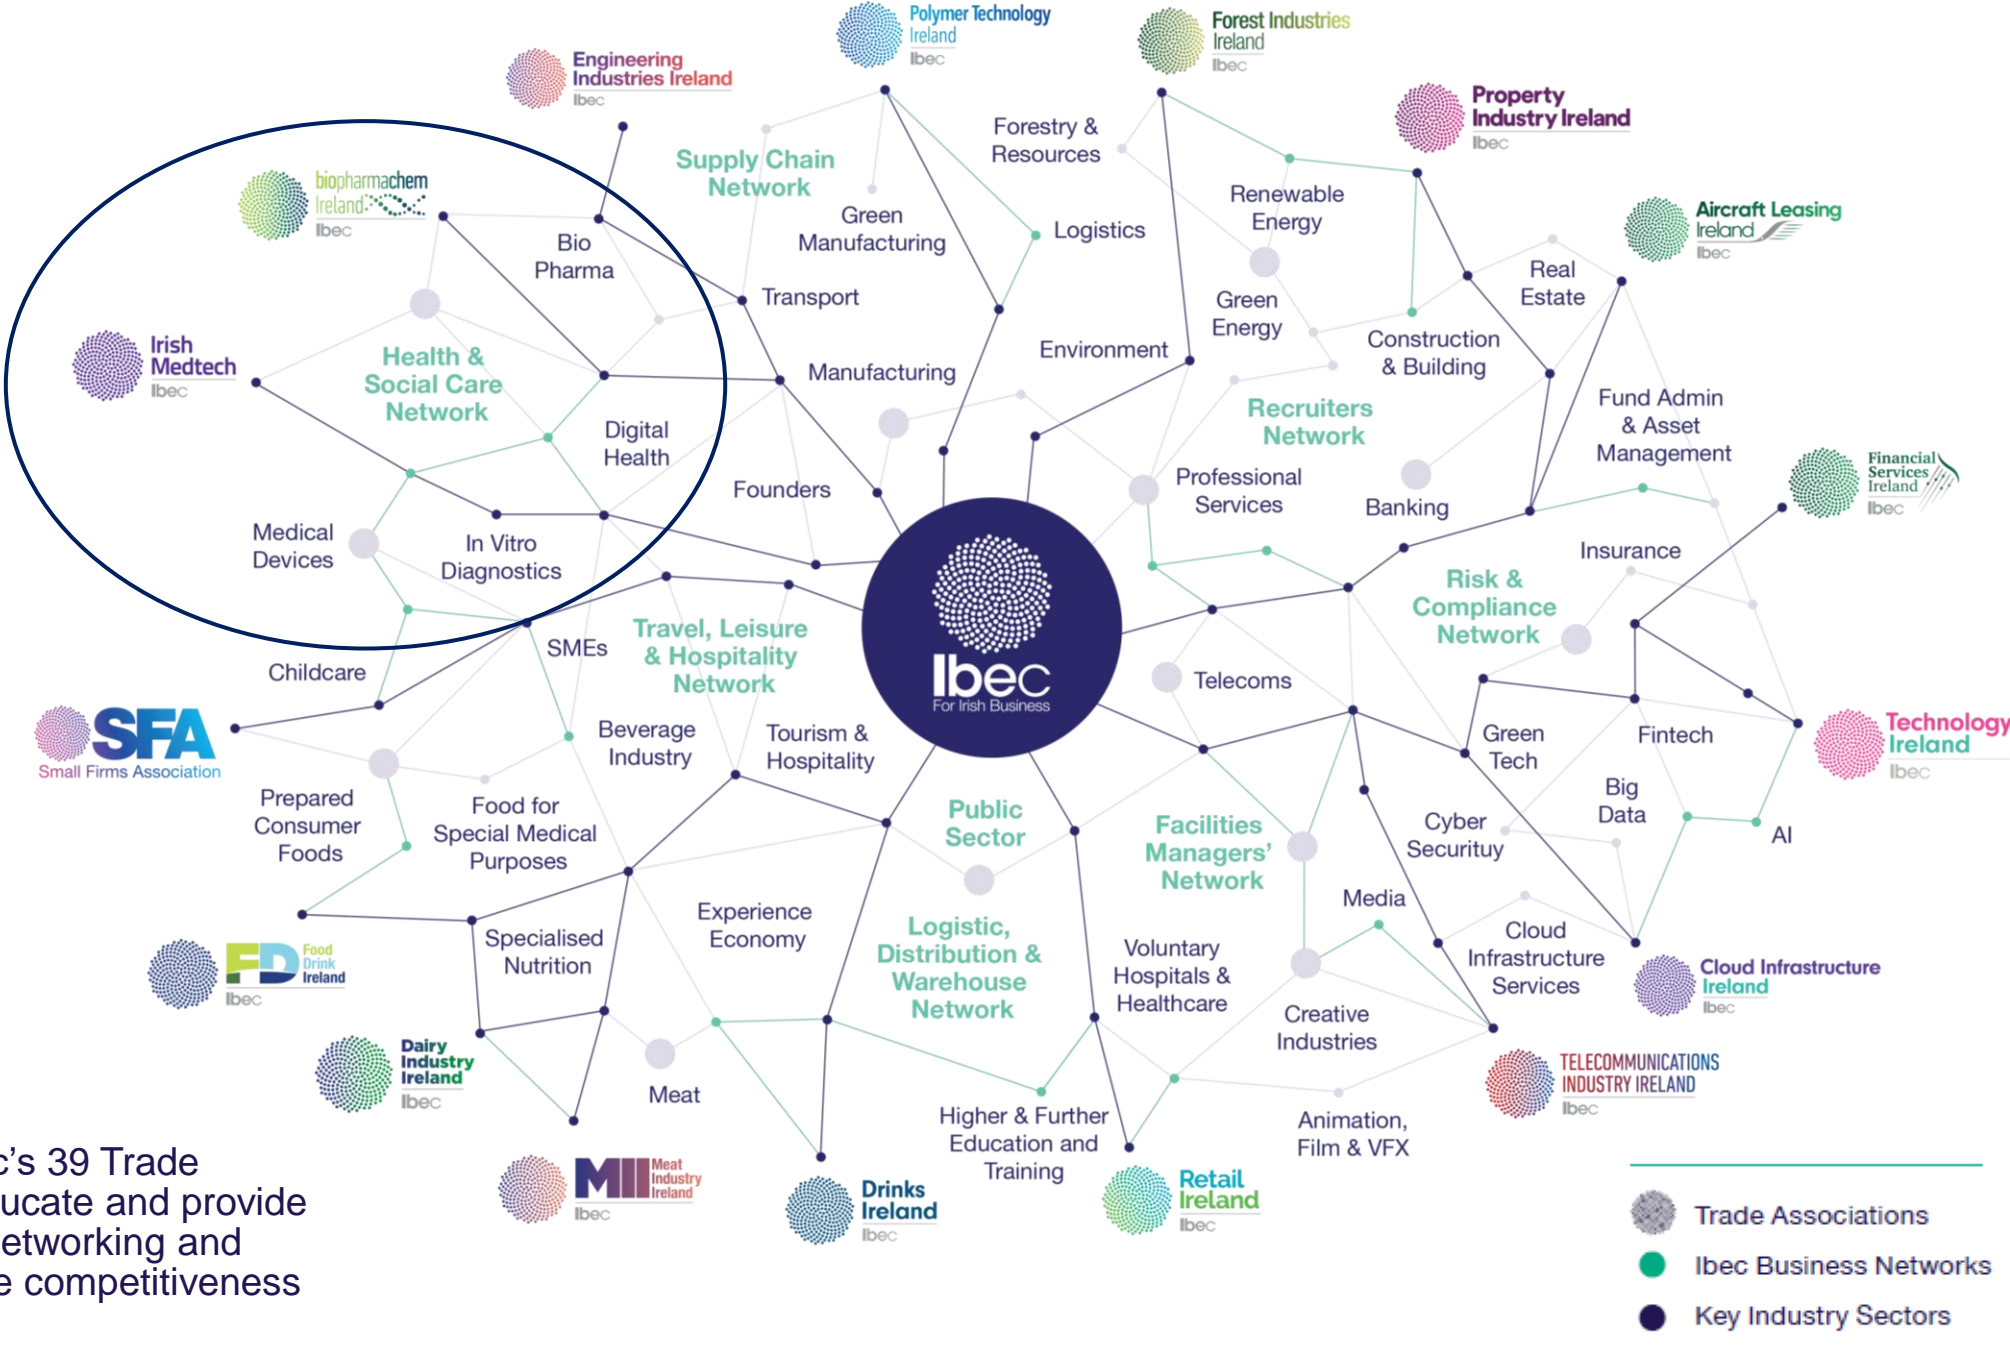 Polymer Technology
Ireland
Ibec
Forest Industries
Ireland
Ibec
Engineering
Industries Ireland
Ibec
Property
Industry Ireland
Ibec
Supply Chain
Network
Forestry &
Resources
biopharmachem
Ireland
Ibec
Renewable
Energy
Aircraft Leasing
Ireland
Ibec
Bio
Pharma
Green
Manufacturing
Logistics
Real
Estate
Transport
Green
Energy
Irish
Medtech
Ibec
Health &
Social Care
Network
Manufacturing
Environment
Construction
& Building
Recruiters
Network
Fund Admin
& Asset
Management
Digital
Health
Founders
Professional
Services
Banking
Financial
Services
Ireland
Ibec
Medical
Devices
In Vitro
Diagnostics
Insurance
Ibec
For Irish Business
Risk &
Compliance
Network
SMEs
Travel, Leisure
& Hospitality
Network
Childcare
Telecoms
SFA
Small Firms Association
Beverage
Industry
Tourism &
Hospitality
Green
Tech
Fintech
Technology
Ireland
Ibec
Prepared
Consumer
Foods
Food for
Special Medical
Purposes
Public
Sector
Facilities
Managers'
Network
Cyber
Securituy
Big
Data
AI
Media
Experience
Economy
Logistic,
Distribution &
Warehouse
Network
Specialised
Nutrition
Voluntary
Hospitals &
Healthcare
Cloud
Infrastructure
Services
FD
Food
Drink
Ireland
Ibec
Cloud Infrastructure
Ireland
Ibec
Creative
Industries
Dairy
Industry
Ireland
Ibec
Meat
TELECOMMUNICATIONS
INDUSTRY IRELAND
Ibec
Higher & Further
Education and
Training
Animation,
Film & VFX
MII
Meat
Industry
Ireland
Ibec
Drinks
Ireland
Ibec
Retail
Ireland
Ibec
c's 39 Trade
ucate and provide
etworking and
e competitiveness
Trade Associations
Ibec Business Networks
Key Industry Sectors